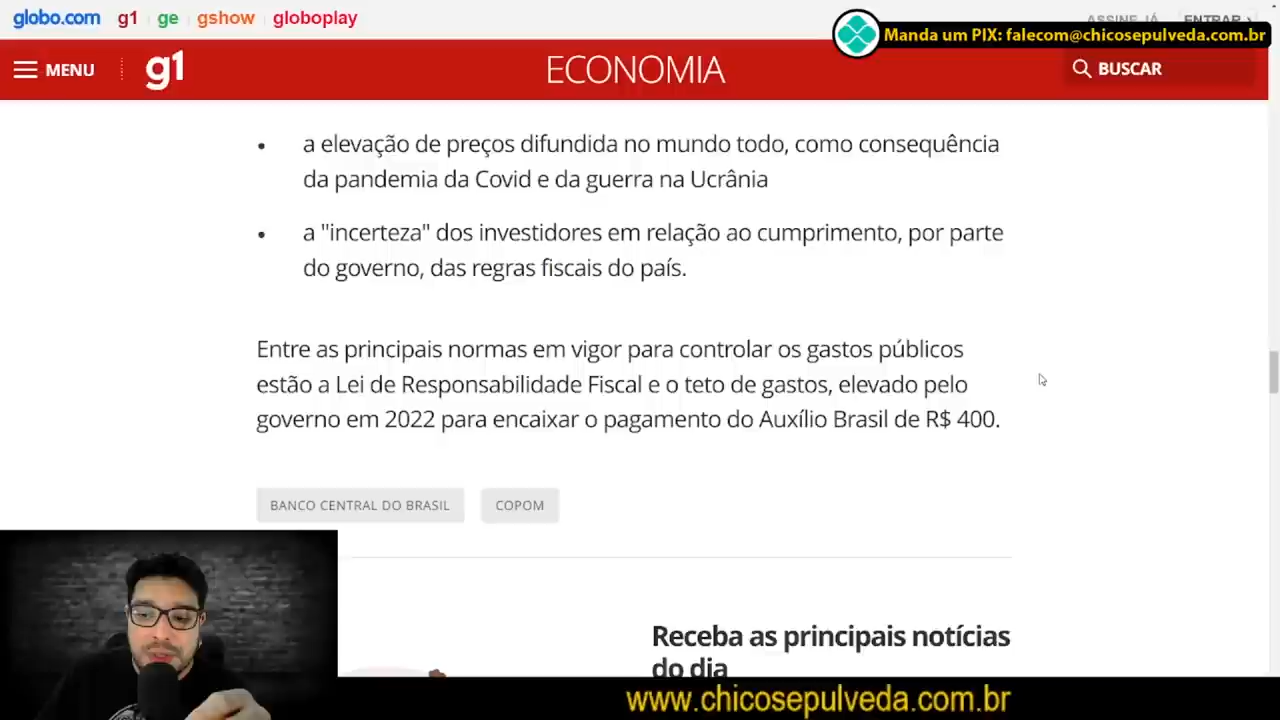 globo.com g1 ge gshow globoplay
ASSINE JÁ ENTRAR ›
Manda um PIX: falecom@chicosepulveda.com.br
MENU g1 ECONOMIA BUSCAR
• a elevação de preços difundida no mundo todo, como consequência
da pandemia da Covid e da guerra na Ucrânia
• a "incerteza" dos investidores em relação ao cumprimento, por parte
do governo, das regras fiscais do país.
Entre as principais normas em vigor para controlar os gastos públicos
estão a Lei de Responsabilidade Fiscal e o teto de gastos, elevado pelo
governo em 2022 para encaixar o pagamento do Auxílio Brasil de R$ 400.
BANCO CENTRAL DO BRASIL COPOM
Receba as principais notícias
do dia
www.chicosepulveda.com.br